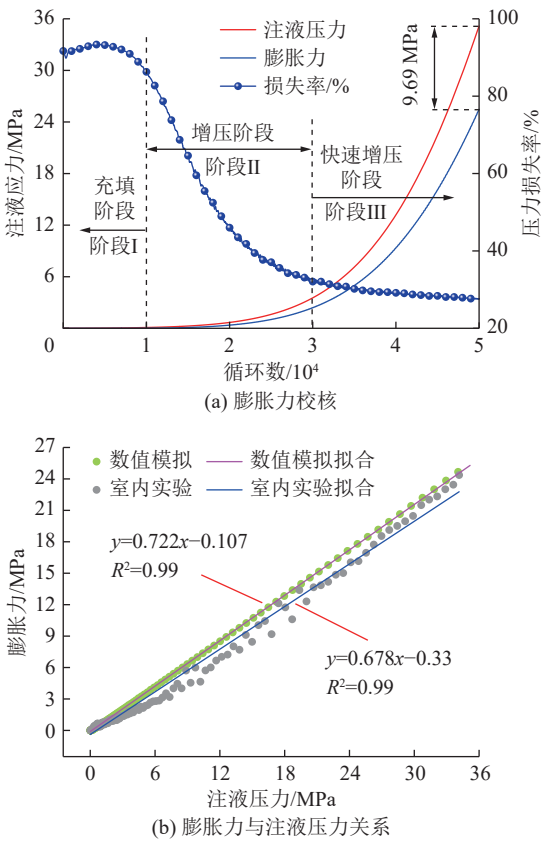 36
30
24
18
12
6
0
注液应力/MPa
100
80
60
40
20
压力损失率/%
注液压力
膨胀力
损失率/%
9.69 MPa
增压阶段
阶段II
快速增压
阶段
阶段III
充填
阶段
阶段I
1
2
3
4
5
循环数/10⁴
(a) 膨胀力校核
27
24
21
18
15
12
9
6
3
0
膨胀力/MPa
数值模拟
数值模拟拟合
室内实验
室内实验拟合
y=0.722x−0.107
R²=0.99
y=0.678x−0.33
R²=0.99
0
6
12
18
24
30
36
注液压力/MPa
(b) 膨胀力与注液压力关系